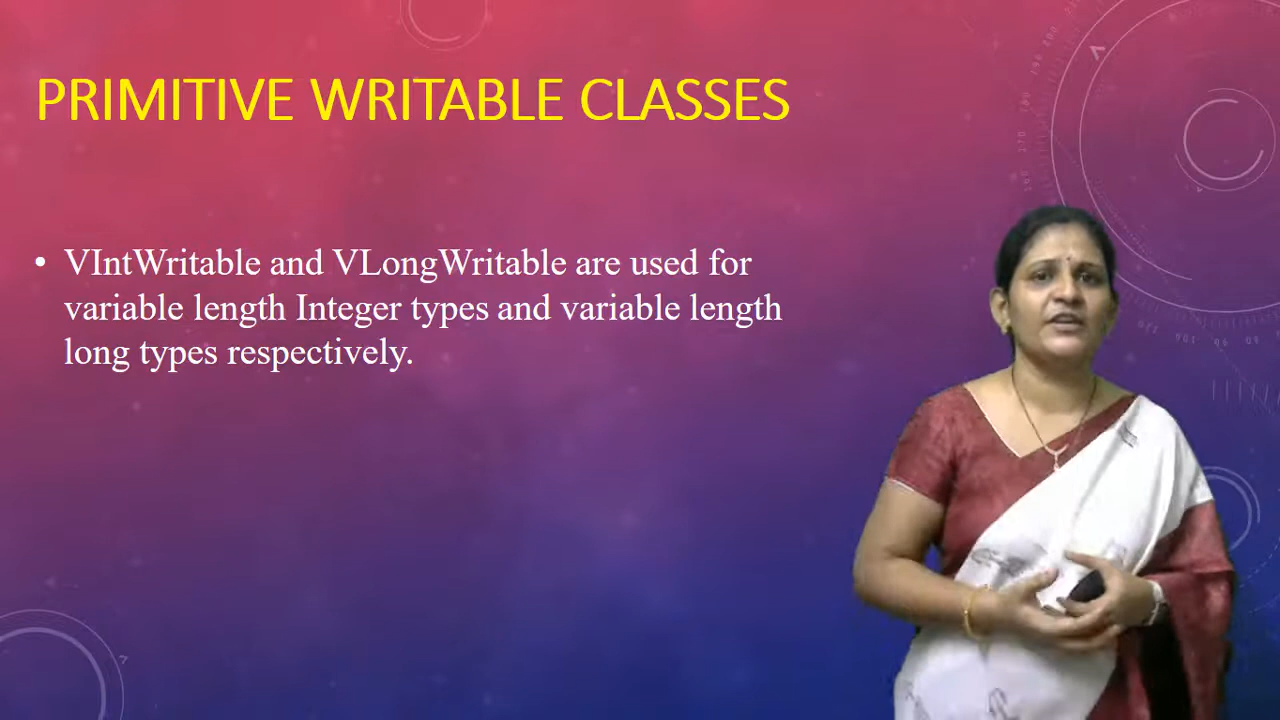 PRIMITIVE WRITABLE CLASSES
• VIntWritable and VLongWritable are used for
variable length Integer types and variable length
long types respectively.